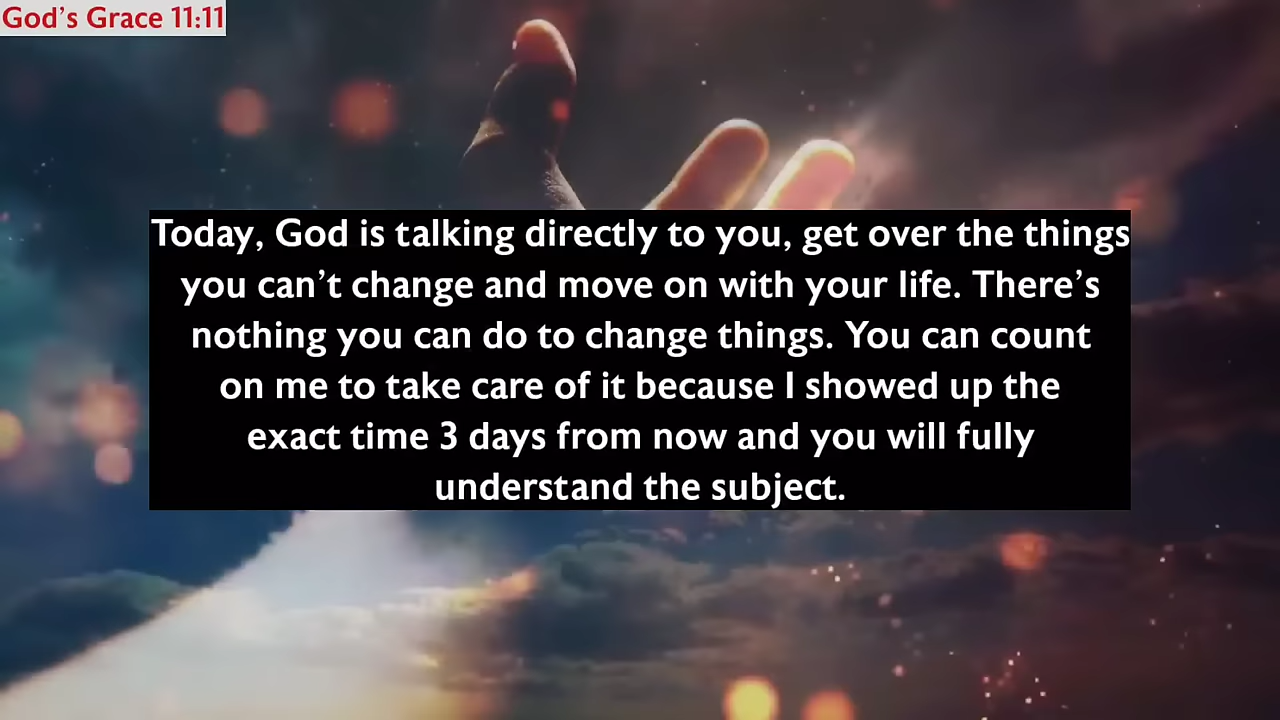 God's Grace 11:11
Today, God is talking directly to you, get over the things
you can't change and move on with your life. There's
nothing you can do to change things. You can count
on me to take care of it because I showed up the
exact time 3 days from now and you will fully
understand the subject.